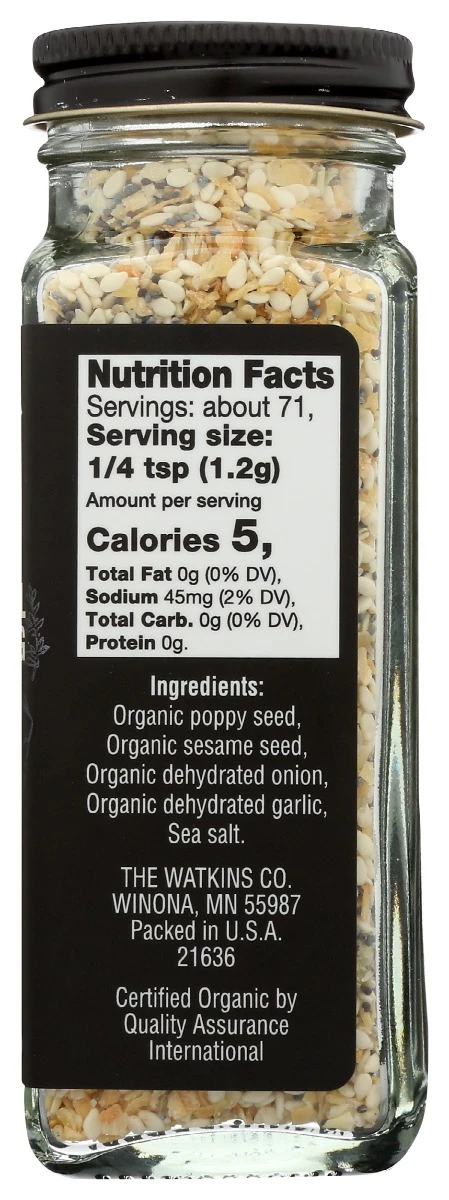 Nutrition Facts
Servings: about 71,
Serving size:
1/4 tsp (1.2g)
Amount per serving
Calories 5,
Total Fat 0g (0% DV),
Sodium 45mg (2% DV),
Total Carb. 0g (0% DV),
Protein 0g.
Ingredients:
Organic poppy seed,
Organic sesame seed,
Organic dehydrated onion,
Organic dehydrated garlic,
Sea salt.
THE WATKINS CO.
WINONA, MN 55987
Packed in U.S.A.
21636
Certified Organic by
Quality Assurance
International